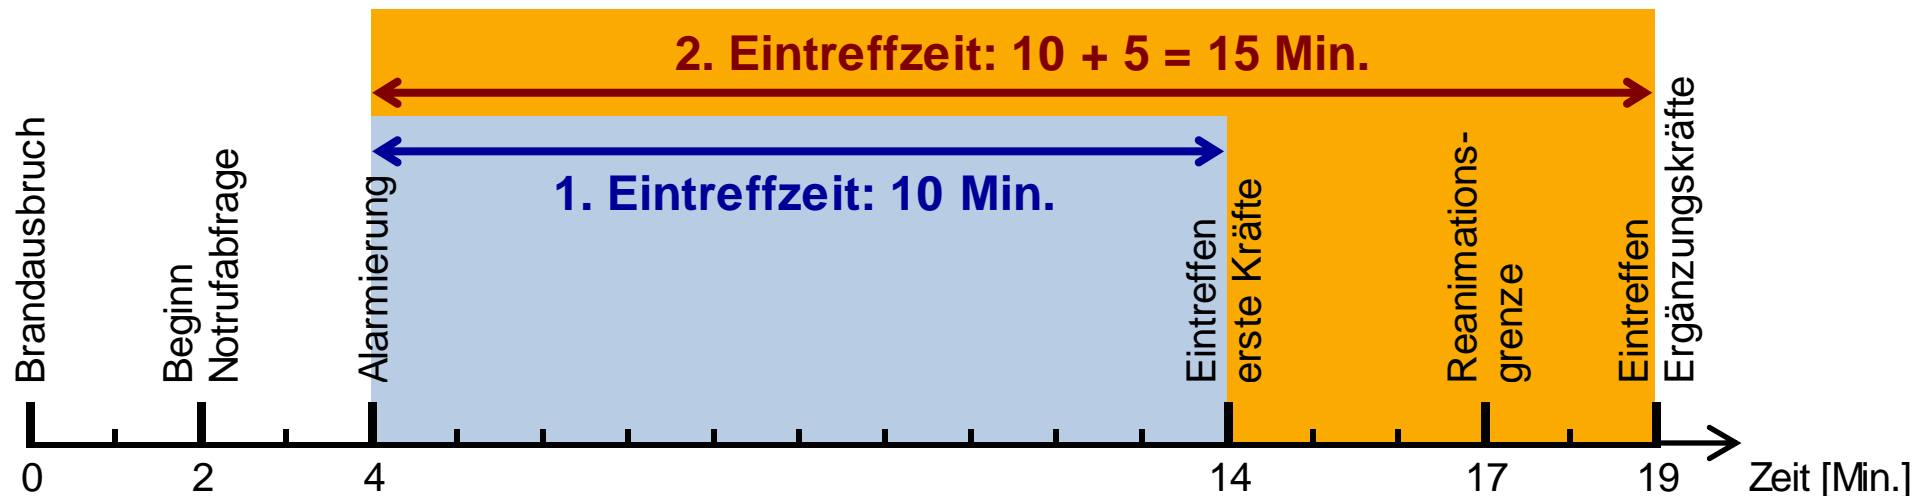 2. Eintreffzeit: 10 + 5 = 15 Min.
1. Eintreffzeit: 10 Min.
Brandausbruch
Beginn
Notrufabfrage
Alarmierung
Eintreffen
erste Kräfte
Reanimations-
grenze
Eintreffen
Ergänzungskräfte
0 2 4 14 17 19 Zeit [Min.]